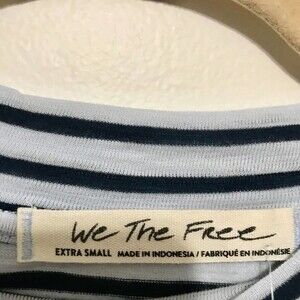 We The Free
EXTRA SMALL MADE IN INDONESIA / FABRIQUÉ EN INDONÉSIE